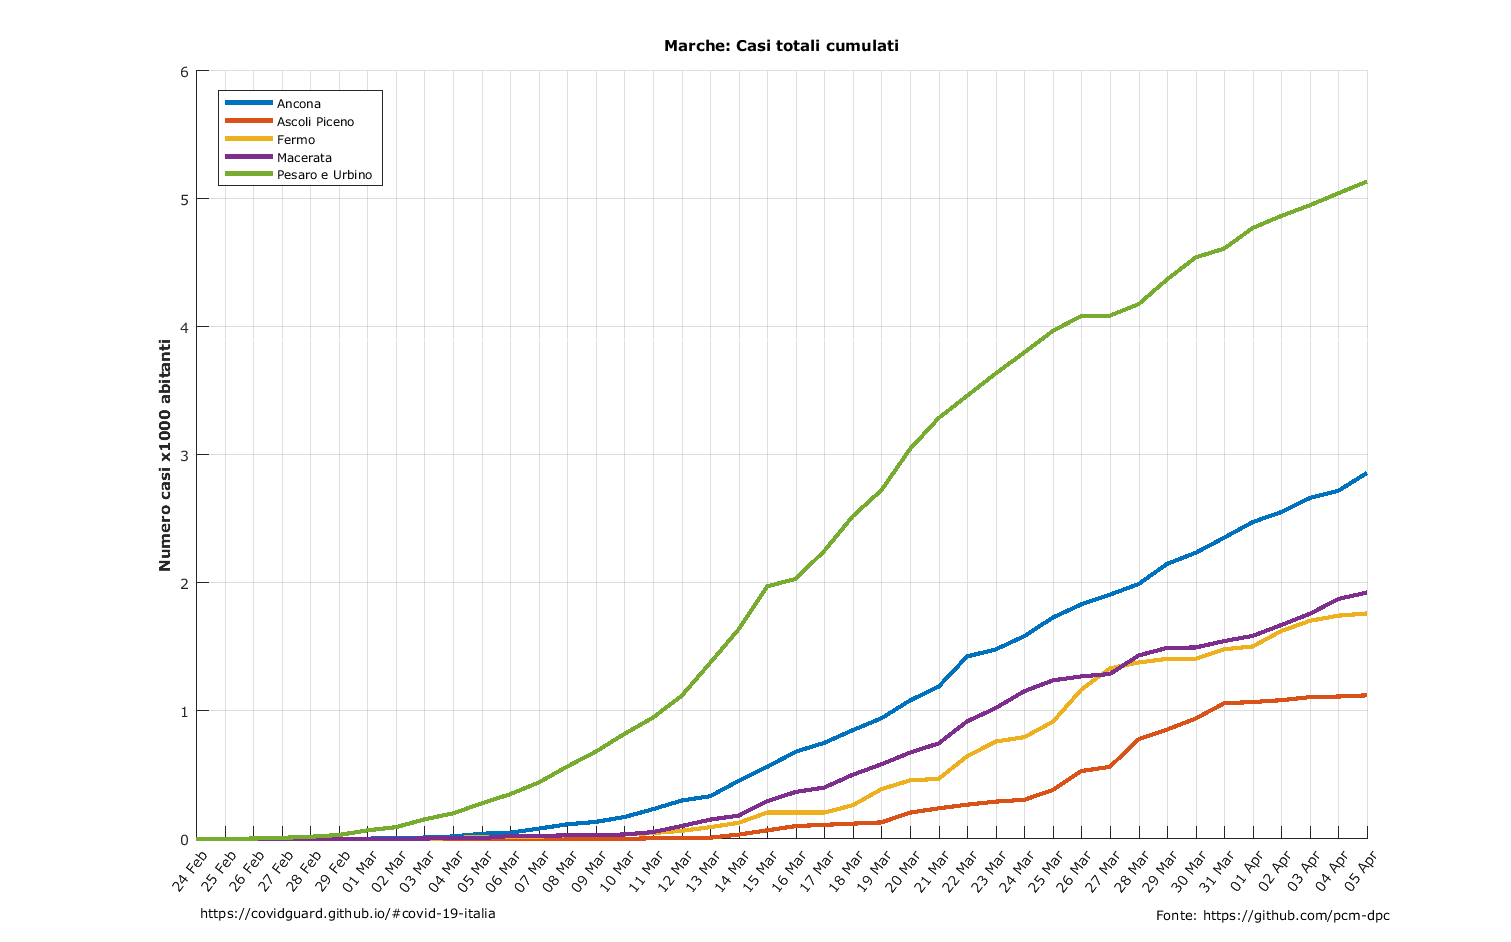 Marche: Casi totali cumulati
6
5
4
3
2
1
0
Numero casi x1000 abitanti
Ancona
Ascoli Piceno
Fermo
Macerata
Pesaro e Urbino
24 Feb
25 Feb
26 Feb
27 Feb
28 Feb
29 Feb
01 Mar
02 Mar
03 Mar
04 Mar
05 Mar
06 Mar
07 Mar
08 Mar
09 Mar
10 Mar
11 Mar
12 Mar
13 Mar
14 Mar
15 Mar
16 Mar
17 Mar
18 Mar
19 Mar
20 Mar
21 Mar
22 Mar
23 Mar
24 Mar
25 Mar
26 Mar
27 Mar
28 Mar
29 Mar
30 Mar
31 Mar
01 Apr
02 Apr
03 Apr
04 Apr
05 Apr
https://covidguard.github.io/#covid-19-italia
Fonte: https://github.com/pcm-dpc